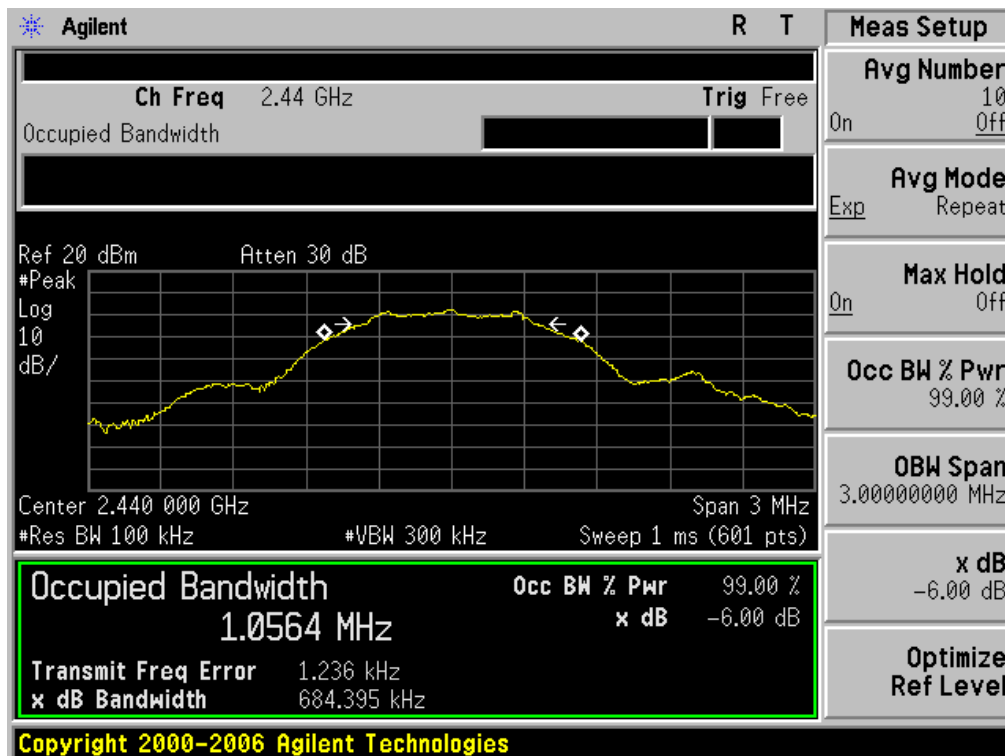 Agilent R T
Meas Setup
Ch Freq 2.44 GHz Trig Free
Occupied Bandwidth
Ref 20 dBm Atten 30 dB
#Peak
Log
10
dB/
Center 2.440 000 GHz Span 3 MHz
#Res BW 100 kHz #VBW 300 kHz Sweep 1 ms (601 pts)
Occupied Bandwidth
1.0564 MHz
Occ BW % Pwr 99.00 %
x dB -6.00 dB
Transmit Freq Error 1.236 kHz
x dB Bandwidth 684.395 kHz
Avg Number
10
On Off
Avg Mode
Exp Repeat
Max Hold
On Off
Occ BW % Pwr
99.00 %
OBW Span
3.00000000 MHz
x dB
-6.00 dB
Optimize
Ref Level
Copyright 2000-2006 Agilent Technologies